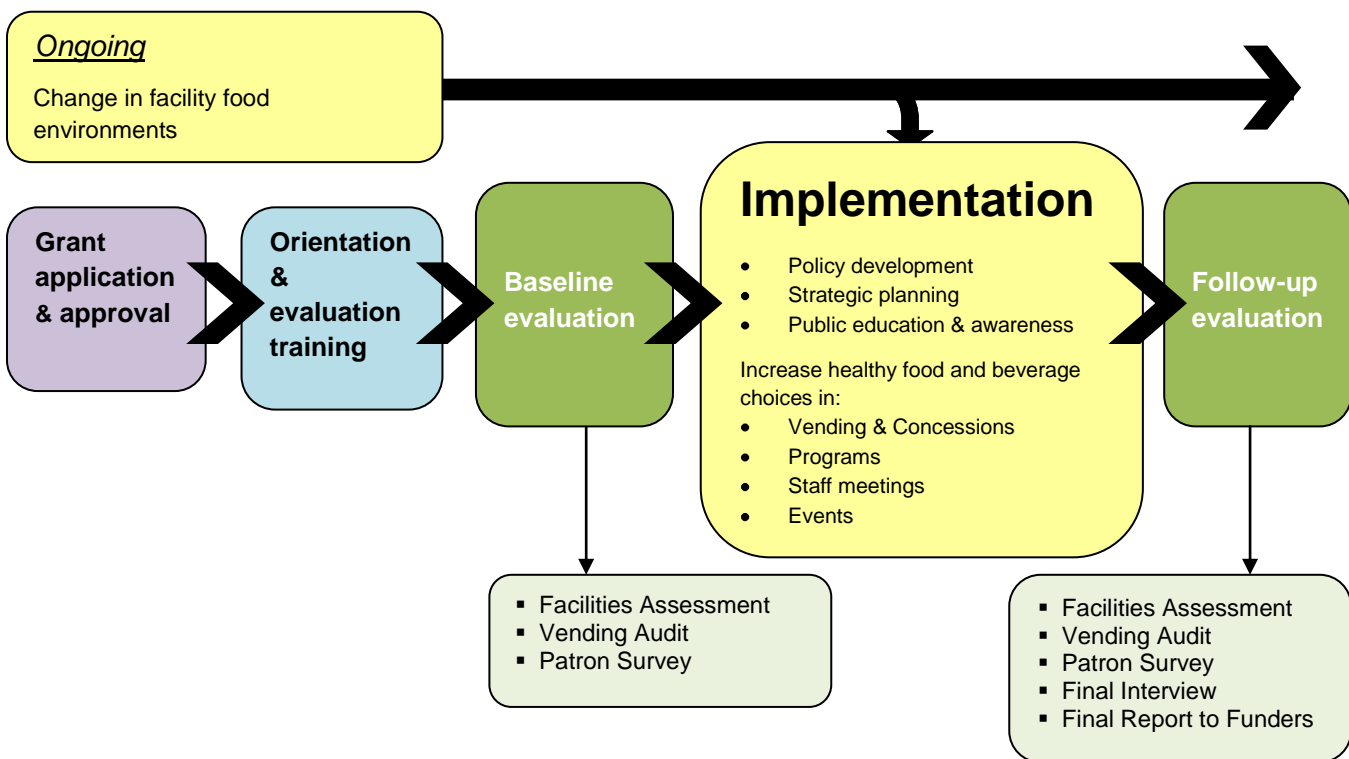 Ongoing
Change in facility food
environments
Grant
application
& approval
Orientation
&
evaluation
training
Baseline
evaluation
Implementation
• Policy development
• Strategic planning
• Public education & awareness
Increase healthy food and beverage
choices in:
• Vending & Concessions
• Programs
• Staff meetings
• Events
Follow-up
evaluation
▪ Facilities Assessment
▪ Vending Audit
▪ Patron Survey
▪ Facilities Assessment
▪ Vending Audit
▪ Patron Survey
▪ Final Interview
▪ Final Report to Funders